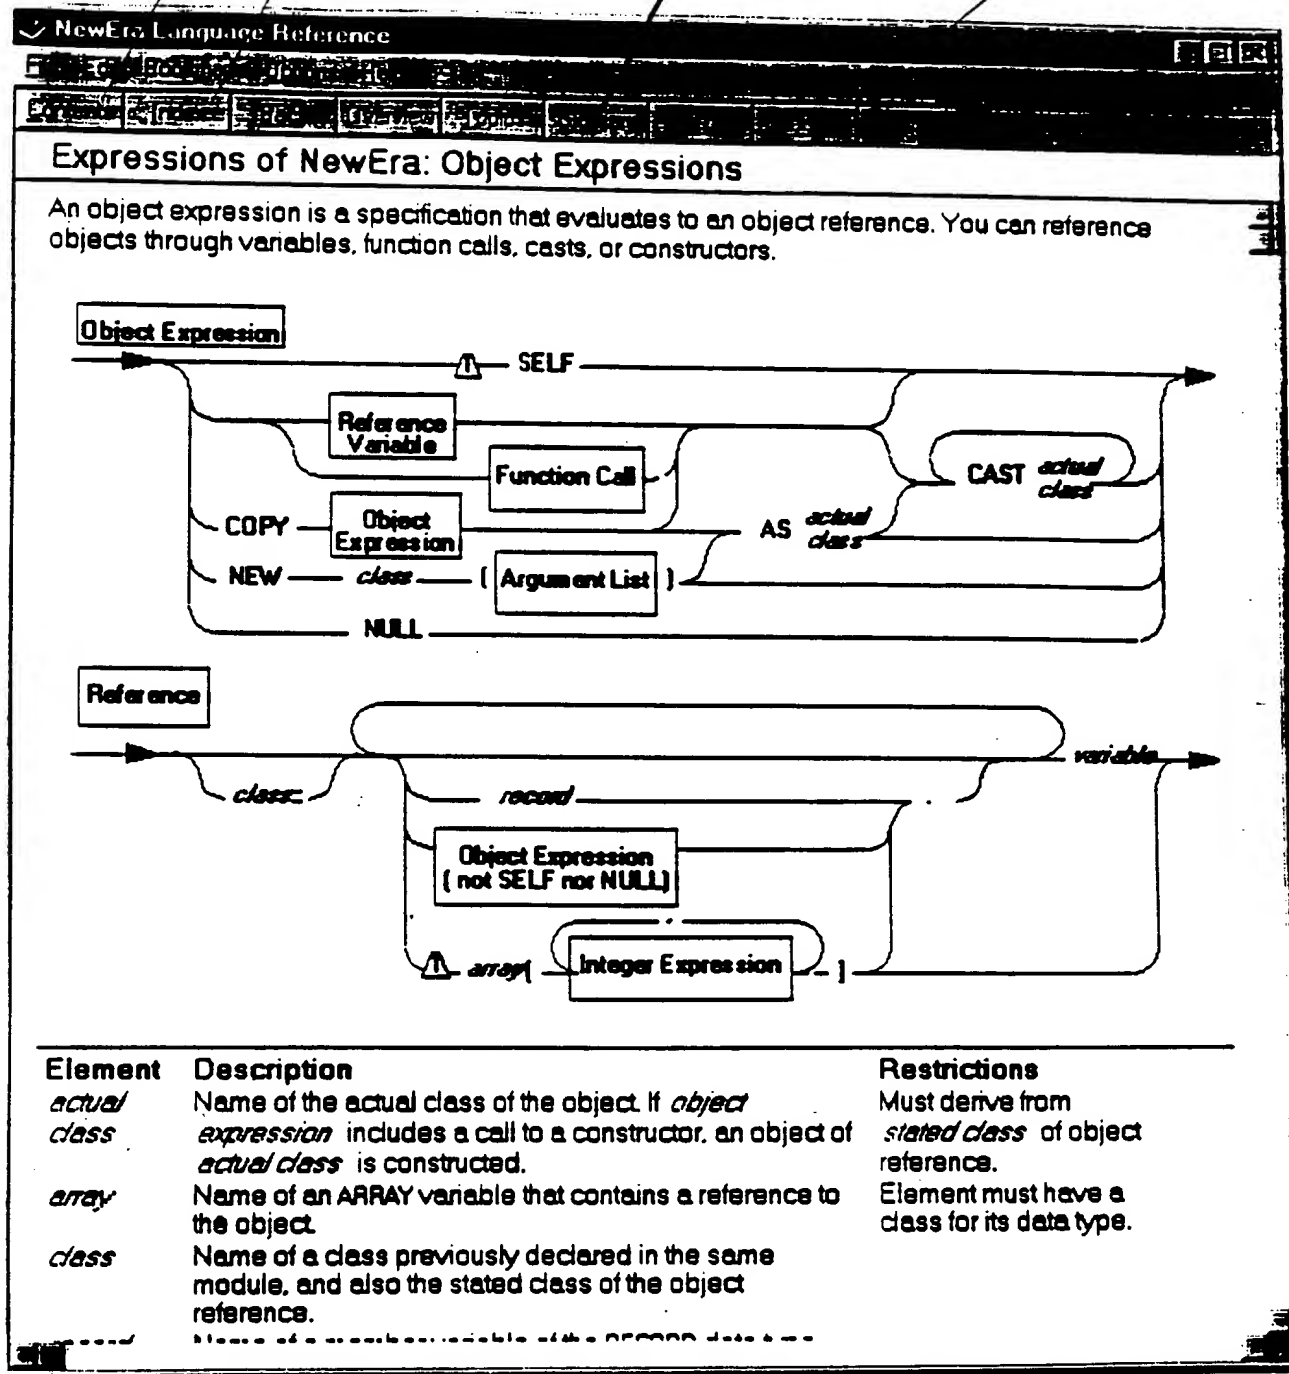 NewEra Language Reference
Expressions of NewEra: Object Expressions
An object expression is a specification that evaluates to an object reference. You can reference
objects through variables, function calls, casts, or constructors.
Object Expression
SELF
Reference
Variable
Function Call
CAST actual
class
COPY Object
Expression
AS actual
class
NEW class ( Argument List )
NULL
Reference
class:
variable
record .
Object Expression
( not SELF nor NULL)
,
array[ Integer Expression ]
Element Description Restrictions
actual Name of the actual class of the object. If object Must derive from
class expression includes a call to a constructor, an object of stated class of object
actual class is constructed. reference.
array Name of an ARRAY variable that contains a reference to Element must have a
the object. class for its data type.
class Name of a class previously declared in the same
module, and also the stated class of the object
reference.